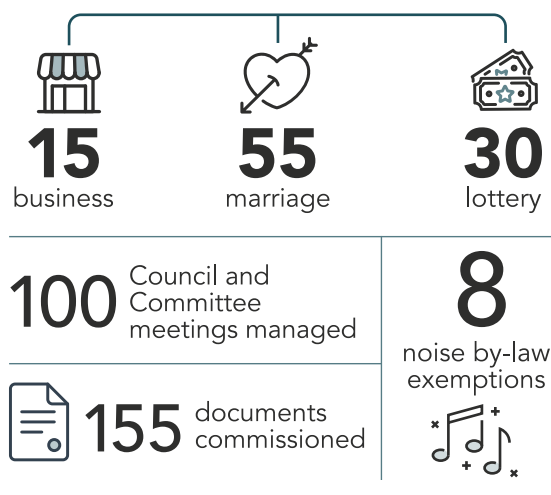 15
business
55
marriage
30
lottery
100
Council and
Committee
meetings managed
8
noise by-law
exemptions
155
documents
commissioned